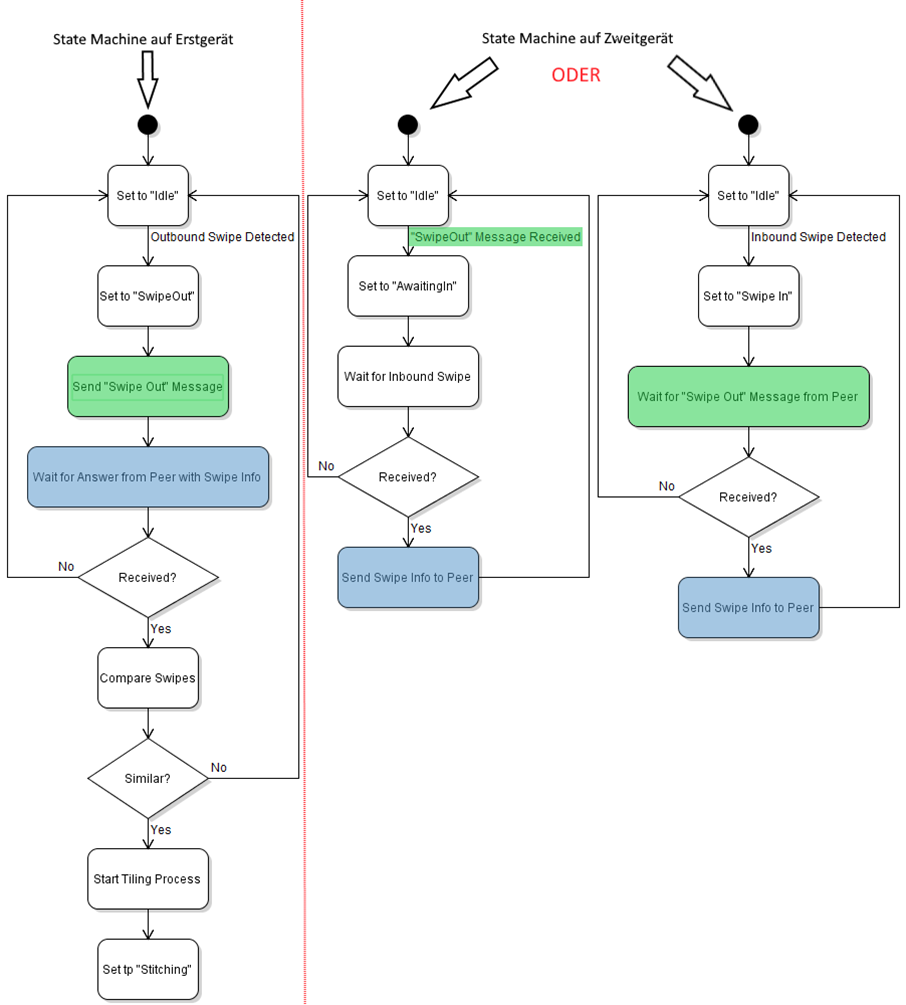 State Machine auf Erstgerät
Set to "Idle"
Outbound Swipe Detected
Set to "SwipeOut"
Send "Swipe Out" Message
Wait for Answer from Peer with Swipe Info
No
Received?
Yes
Compare Swipes
No
Similar?
Yes
Start Tiling Process
Set tp "Stitching"
State Machine auf Zweitgerät
ODER
Set to "Idle"
"SwipeOut" Message Received
Set to "AwaitingIn"
Wait for Inbound Swipe
No
Received?
Yes
Send Swipe Info to Peer
Set to "Idle"
Inbound Swipe Detected
Set to "Swipe In"
Wait for "Swipe Out" Message from Peer
No
Received?
Yes
Send Swipe Info to Peer